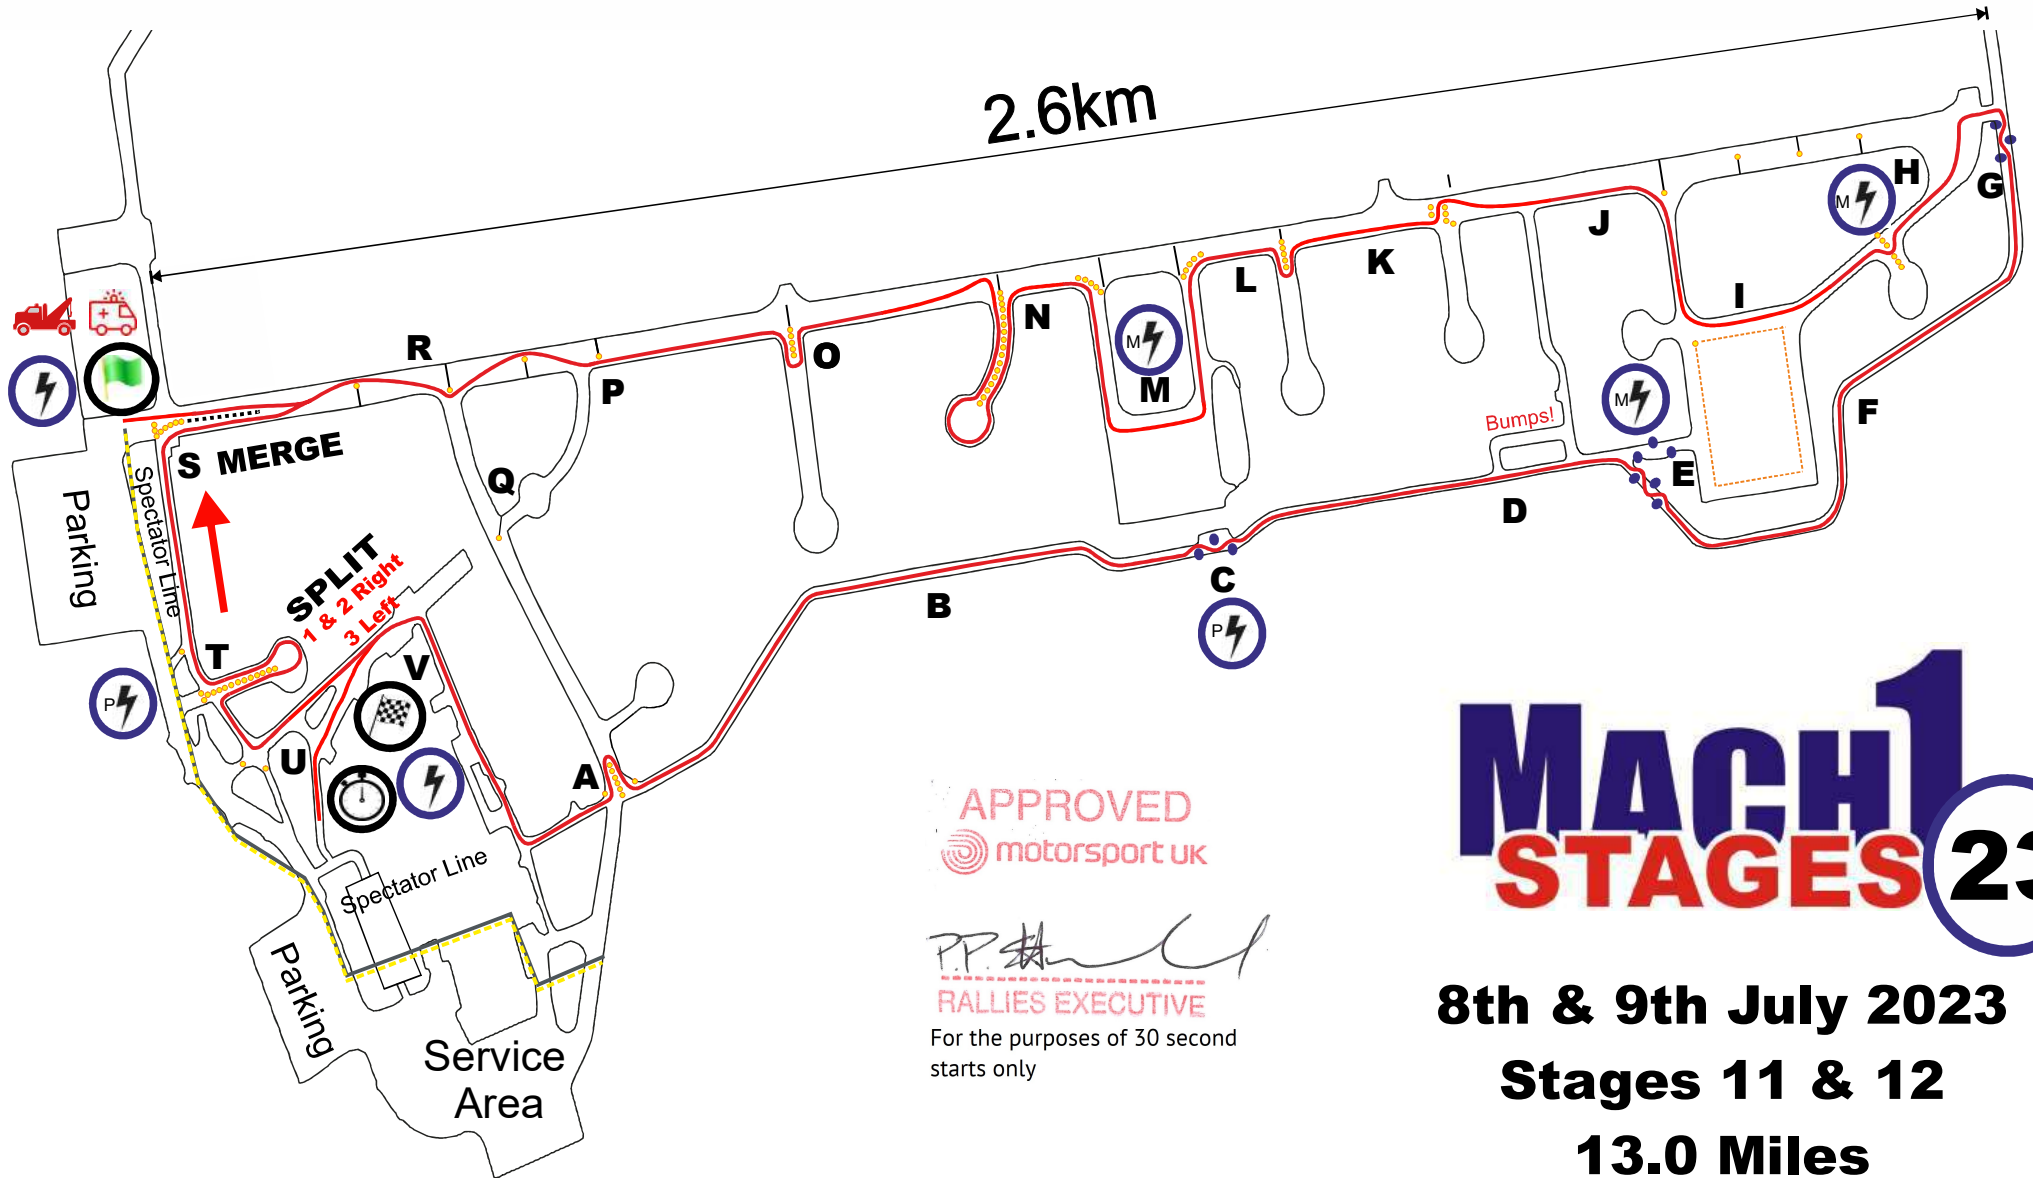 2.6km
H
G
J
K
L
I
N
R
O
M
M
M
P
M
F
S MERGE
Bumps!
Q
E
Parking
Spectator Line
D
SPLIT
1 & 2 Right
3 Left
C
B
P
T
V
P
U
A
MACH1
STAGES
23
APPROVED
motorsport uk
Spectator Line
P.P.
RALLIES EXECUTIVE
For the purposes of 30 second
starts only
Parking
Service
Area
8th & 9th July 2023
Stages 11 & 12
13.0 Miles